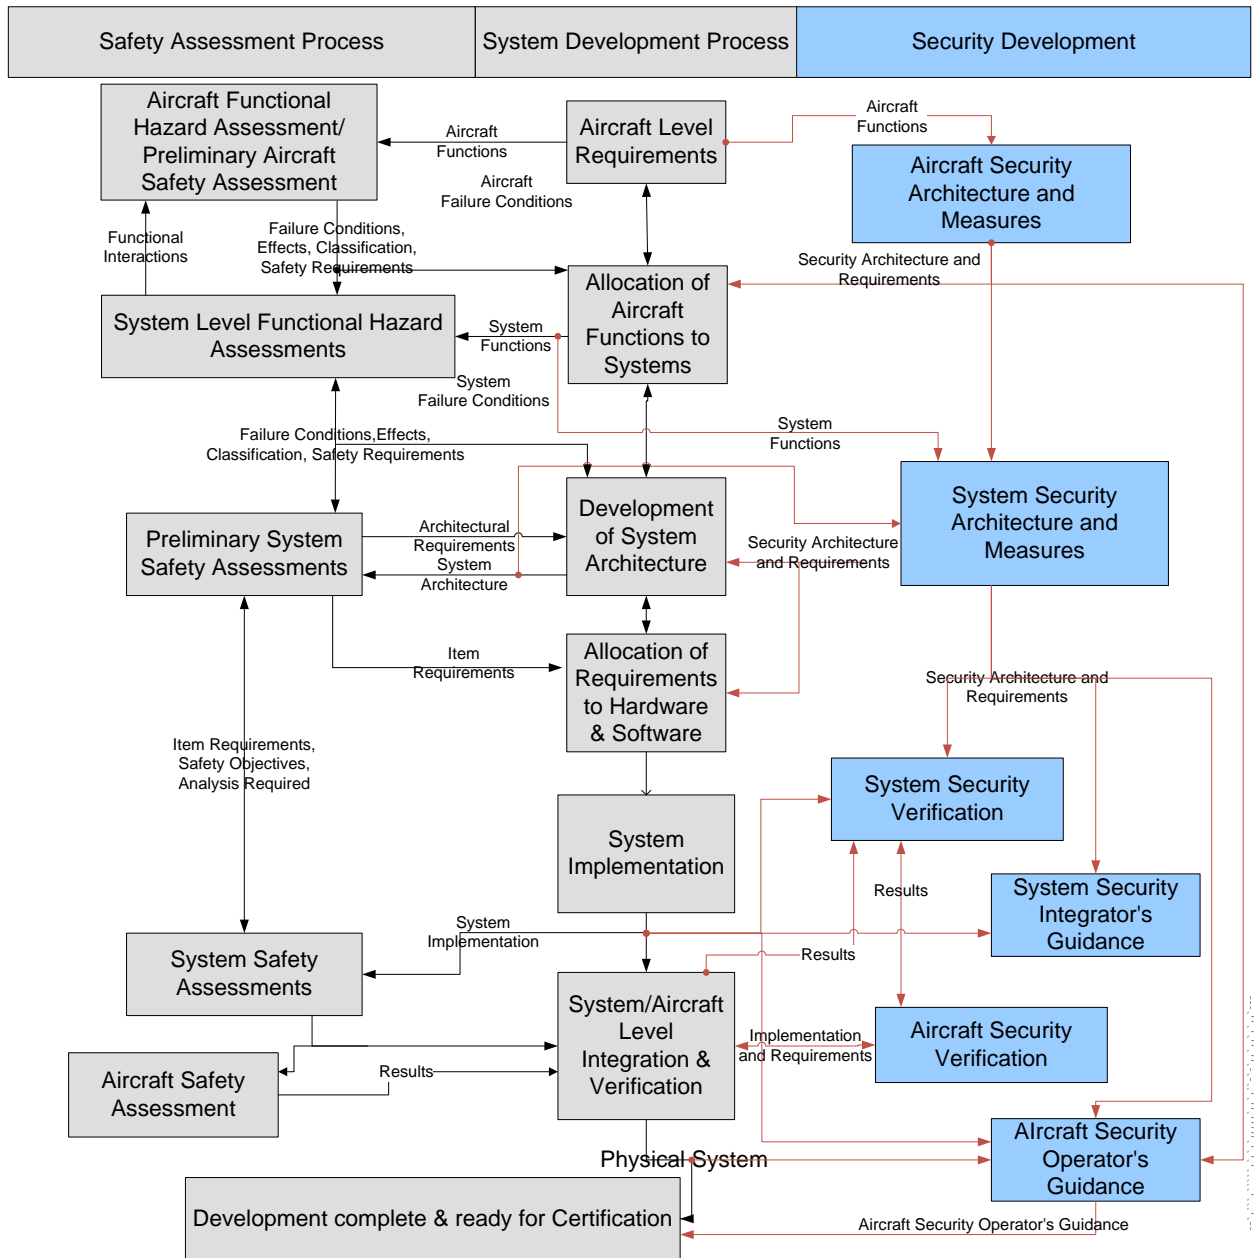 Safety Assessment Process
System Development Process
Security Development
Aircraft Functional
Hazard Assessment/
Preliminary Aircraft
Safety Assessment
Aircraft
Functions
Aircraft Level
Requirements
Aircraft
Functions
Aircraft Security
Architecture and
Measures
Aircraft
Failure Conditions
Functional
Interactions
Failure Conditions,
Effects, Classification,
Safety Requirements
Security Architecture and
Requirements
Allocation of
Aircraft
Functions to
Systems
System Level Functional Hazard
Assessments
System
Functions
System
Failure Conditions
System
Functions
Failure Conditions,Effects,
Classification, Safety Requirements
System Security
Architecture and
Measures
Development
of System
Architecture
Preliminary System
Safety Assessments
Architectural
Requirements
System
Architecture
Security Architecture
and Requirements
Item
Requirements
Allocation of
Requirements
to Hardware
& Software
Security Architecture and
Requirements
Item Requirements,
Safety Objectives,
Analysis Required
System Security
Verification
System
Implementation
System Security
Integrator's
Guidance
Results
System
Implementation
System Safety
Assessments
Results
System/Aircraft
Level
Integration &
Verification
Implementation
and Requirements
Aircraft Security
Verification
Aircraft Safety
Assessment
Results
AIrcraft Security
Operator's
Guidance
Physical System
Development complete & ready for Certification
Aircraft Security Operator's Guidance